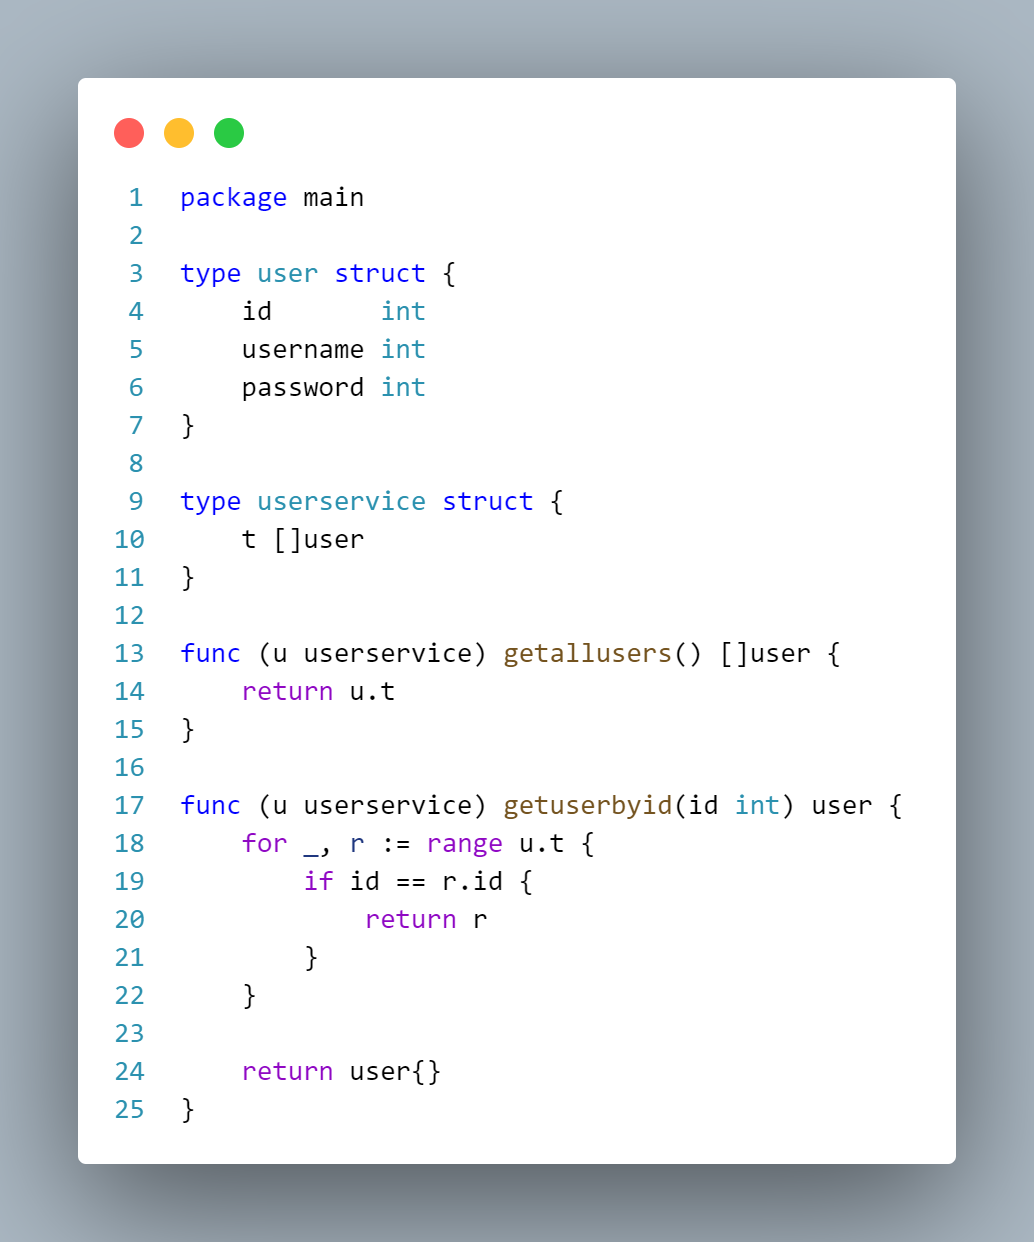 1 package main
2
3 type user struct {
4     id       int
5     username int
6     password int
7 }
8
9 type userservice struct {
10     t []user
11 }
12
13 func (u userservice) getallusers() []user {
14     return u.t
15 }
16
17 func (u userservice) getuserbyid(id int) user {
18     for _, r := range u.t {
19         if id == r.id {
20             return r
21         }
22     }
23
24     return user{}
25 }